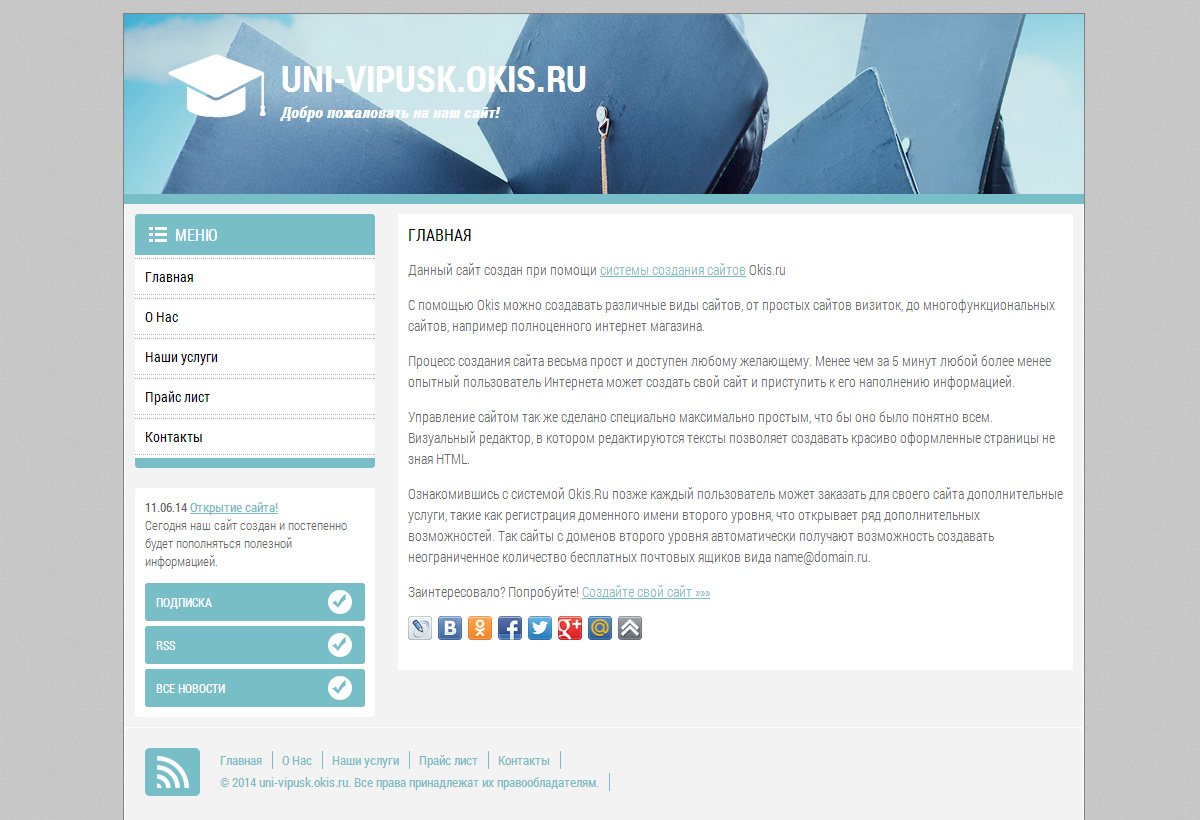 UNI-VIPUSK.OKIS.RU
Добро пожаловать на наш сайт!
МЕНЮ
Главная
О Нас
Наши услуги
Прайс лист
Контакты
11.06.14 Открытие сайта!
Сегодня наш сайт создан и постепенно
будет пополняться полезной
информацией.
ПОДПИСКА
RSS
ВСЕ НОВОСТИ
ГЛАВНАЯ
Данный сайт создан при помощи системы создания сайтов Okis.ru
С помощью Okis можно создавать различные виды сайтов, от простых сайтов визиток, до многофункциональных
сайтов, например полноценного интернет магазина.
Процесс создания сайта весьма прост и доступен любому желающему. Менее чем за 5 минут любой более менее
опытный пользователь Интернета может создать свой сайт и приступить к его наполнению информацией.
Управление сайтом так же сделано специально максимально простым, что бы оно было понятно всем.
Визуальный редактор, в котором редактируются тексты позволяет создавать красиво оформленные страницы не
зная HTML.
Ознакомившись с системой Okis.Ru позже каждый пользователь может заказать для своего сайта дополнительные
услуги, такие как регистрация доменного имени второго уровня, что открывает ряд дополнительных
возможностей. Так сайты с доменов второго уровня автоматически получают возможность создавать
неограниченное количество бесплатных почтовых ящиков вида name@domain.ru.
Заинтересовало? Попробуйте! Создайте свой сайт »»»
Главная О Нас Наши услуги Прайс лист Контакты
© 2014 uni-vipusk.okis.ru. Все права принадлежат их правообладателям.